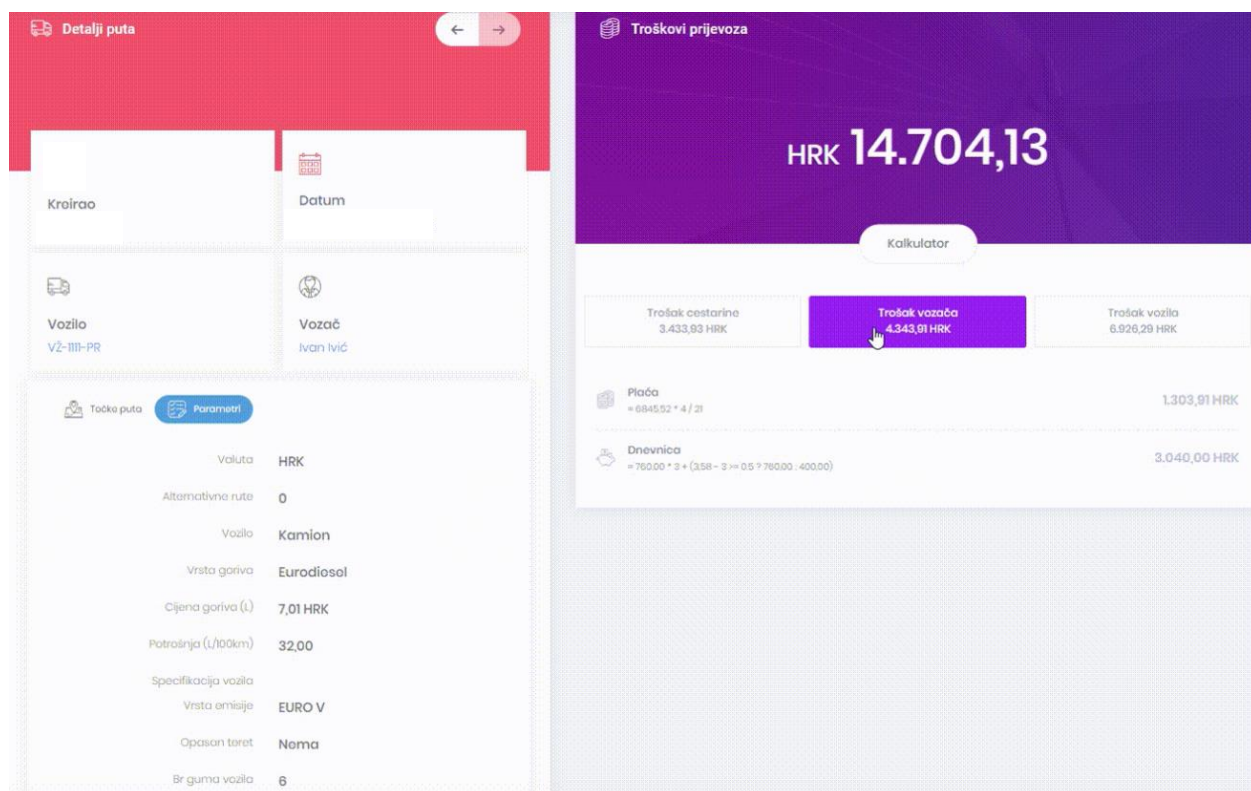 Detalji puta
Kreirao
Datum
Vozilo
VŽ-1111-PR
Vozač
Ivan Ivić
Točke puta
Parametri
Valuta HRK
Alternativne rute 0
Vozilo Kamion
Vrsta goriva Eurodiesel
Cijena goriva (L) 7,01 HRK
Potrošnja (L/100km) 32,00
Specifikacija vozila
Vrsta emisije EURO V
Opasan teret Nema
Br guma vozila 6
Troškovi prijevoza
HRK 14.704,13
Kalkulator
Trošak cestarine
3.433,93 HRK
Trošak vozača
4.343,91 HRK
Trošak vozila
6.926,29 HRK
Plaća 1.303,91 HRK
= 6845.52 * 4 / 21
Dnevnica 3.040,00 HRK
= 760.00 * 3 + (3.58 - 3 >= 0.5 ? 760.00 : 400.00)